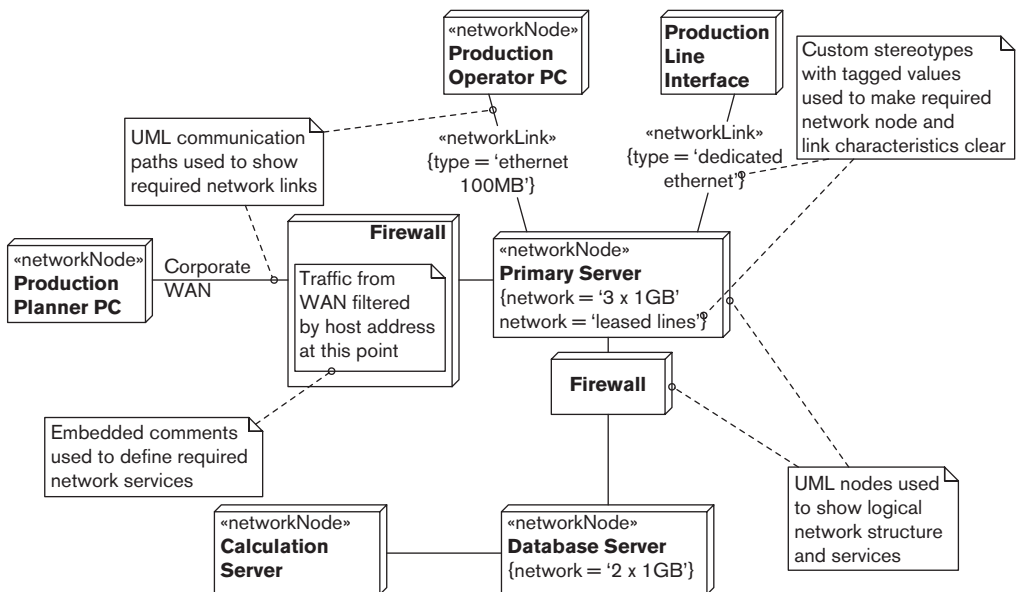 «networkNode»
Production
Operator PC
Production
Line
Interface
Custom stereotypes
with tagged values
used to make required
network node and
link characteristics clear
UML communication
paths used to show
required network links
«networkLink»
{type = ‘ethernet
100MB’}
«networkLink»
{type = ‘dedicated
ethernet’}
«networkNode»
Production
Planner PC
Corporate
WAN
Firewall
Traffic from
WAN filtered
by host address
at this point
«networkNode»
Primary Server
{network = ‘3 x 1GB’
network = ‘leased lines’}
Firewall
Embedded comments
used to define required
network services
UML nodes used
to show logical
network structure
and services
«networkNode»
Calculation
Server
«networkNode»
Database Server
{network = ‘2 x 1GB’}